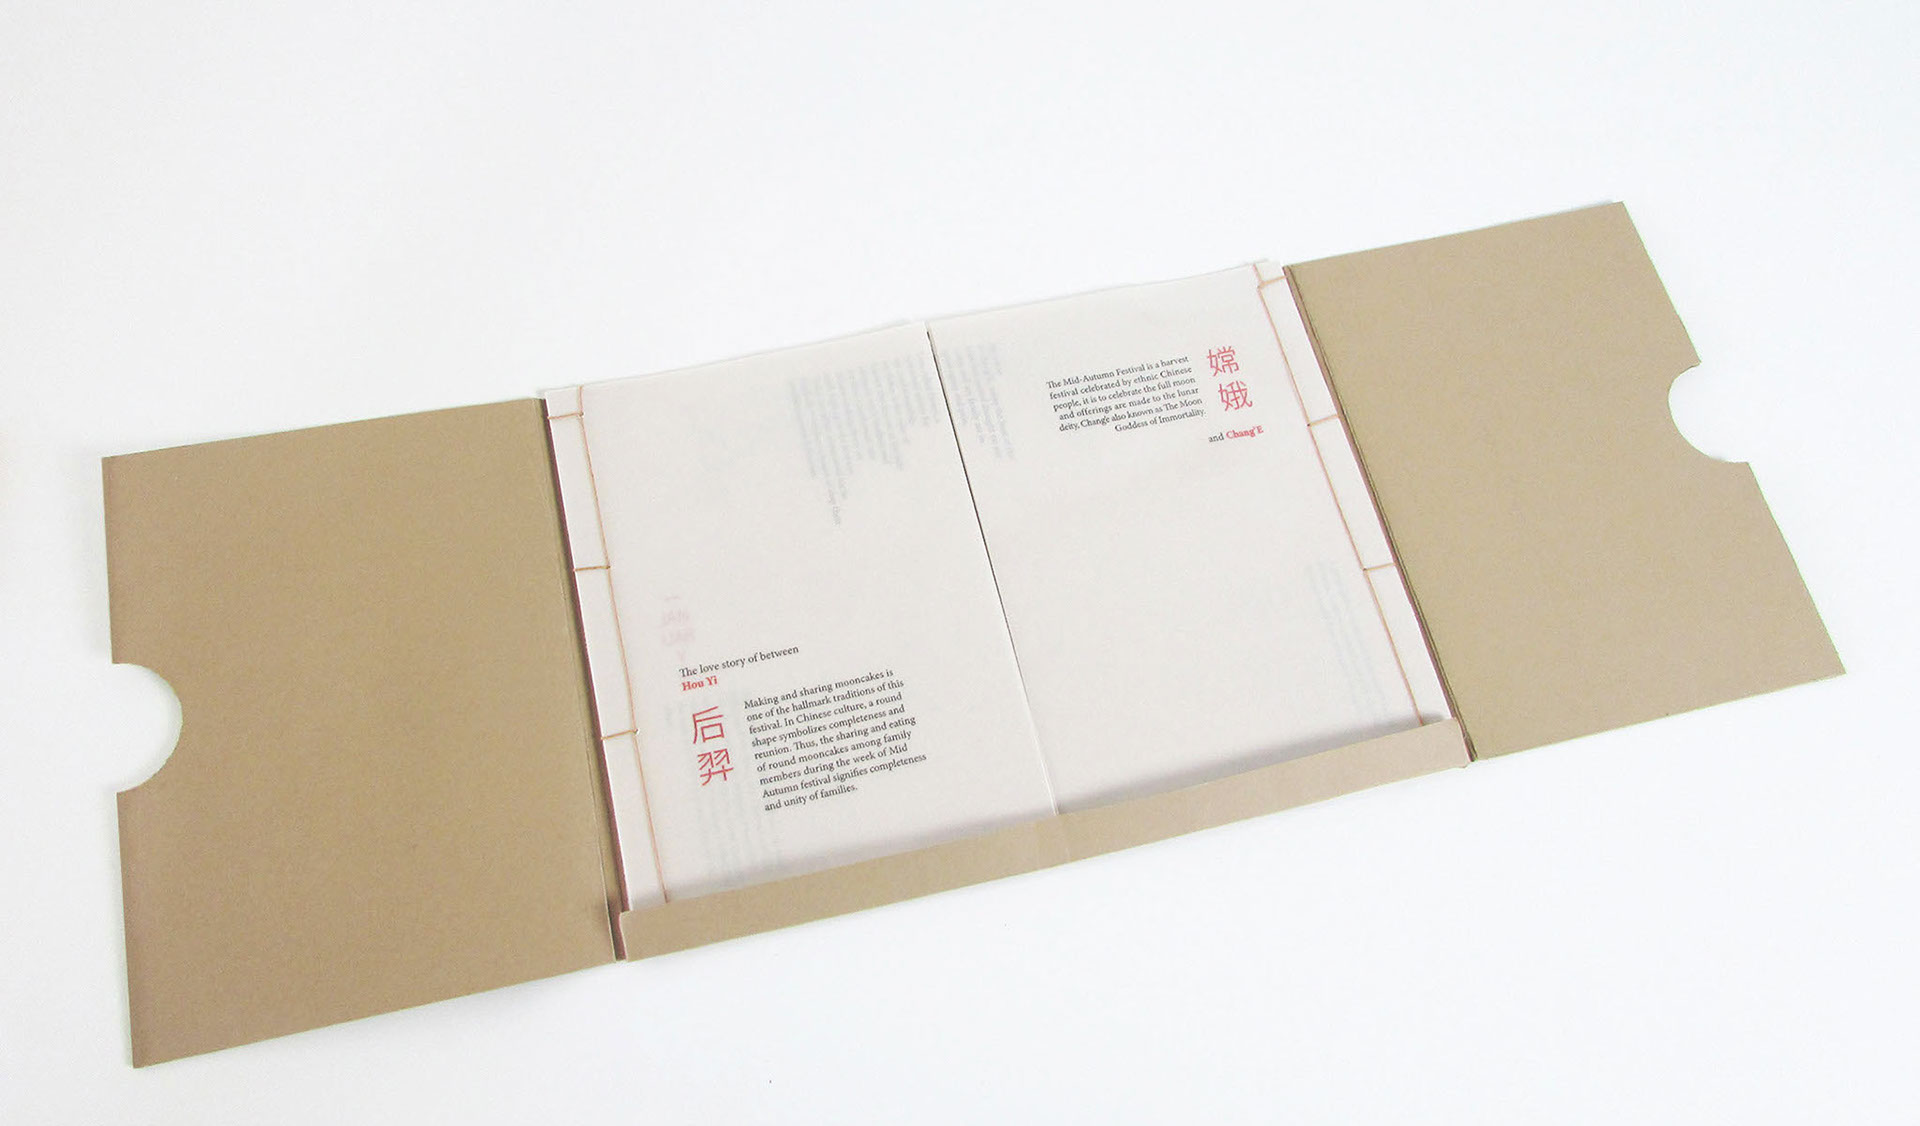 The love story of between
Hou Yi
后
羿
Making and sharing mooncakes is
one of the hallmark traditions of this
festival. In Chinese culture, a round
shape symbolizes completeness and
reunion. Thus, the sharing and eating
of round mooncakes among family
members during the week of Mid
Autumn festival signifies completeness
and unity of families.
The Mid-Autumn Festival is a harvest
festival celebrated by ethnic Chinese
people, it is to celebrate the full moon
and offerings are made to the lunar
deity, Chang'e also known as The Moon
Goddess of Immortality.
嫦
娥
and Chang'E